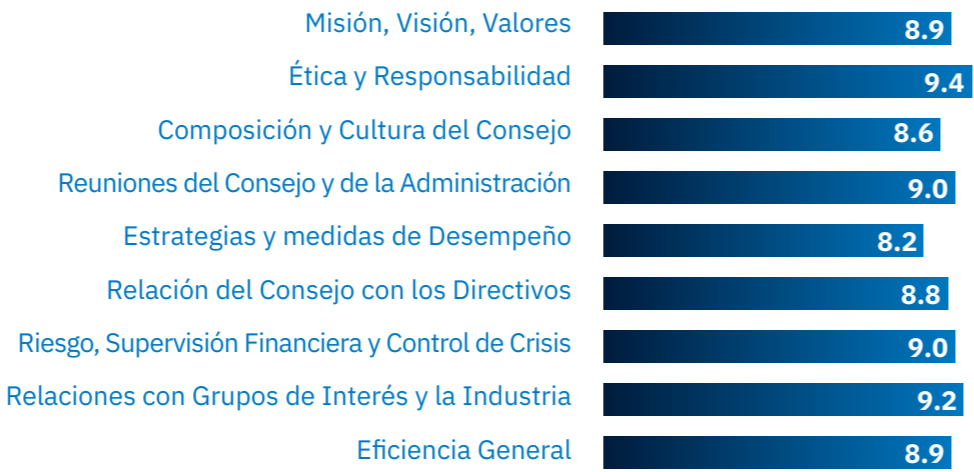 Misión, Visión, Valores 8.9
Ética y Responsabilidad 9.4
Composición y Cultura del Consejo 8.6
Reuniones del Consejo y de la Administración 9.0
Estrategias y medidas de Desempeño 8.2
Relación del Consejo con los Directivos 8.8
Riesgo, Supervisión Financiera y Control de Crisis 9.0
Relaciones con Grupos de Interés y la Industria 9.2
Eficiencia General 8.9